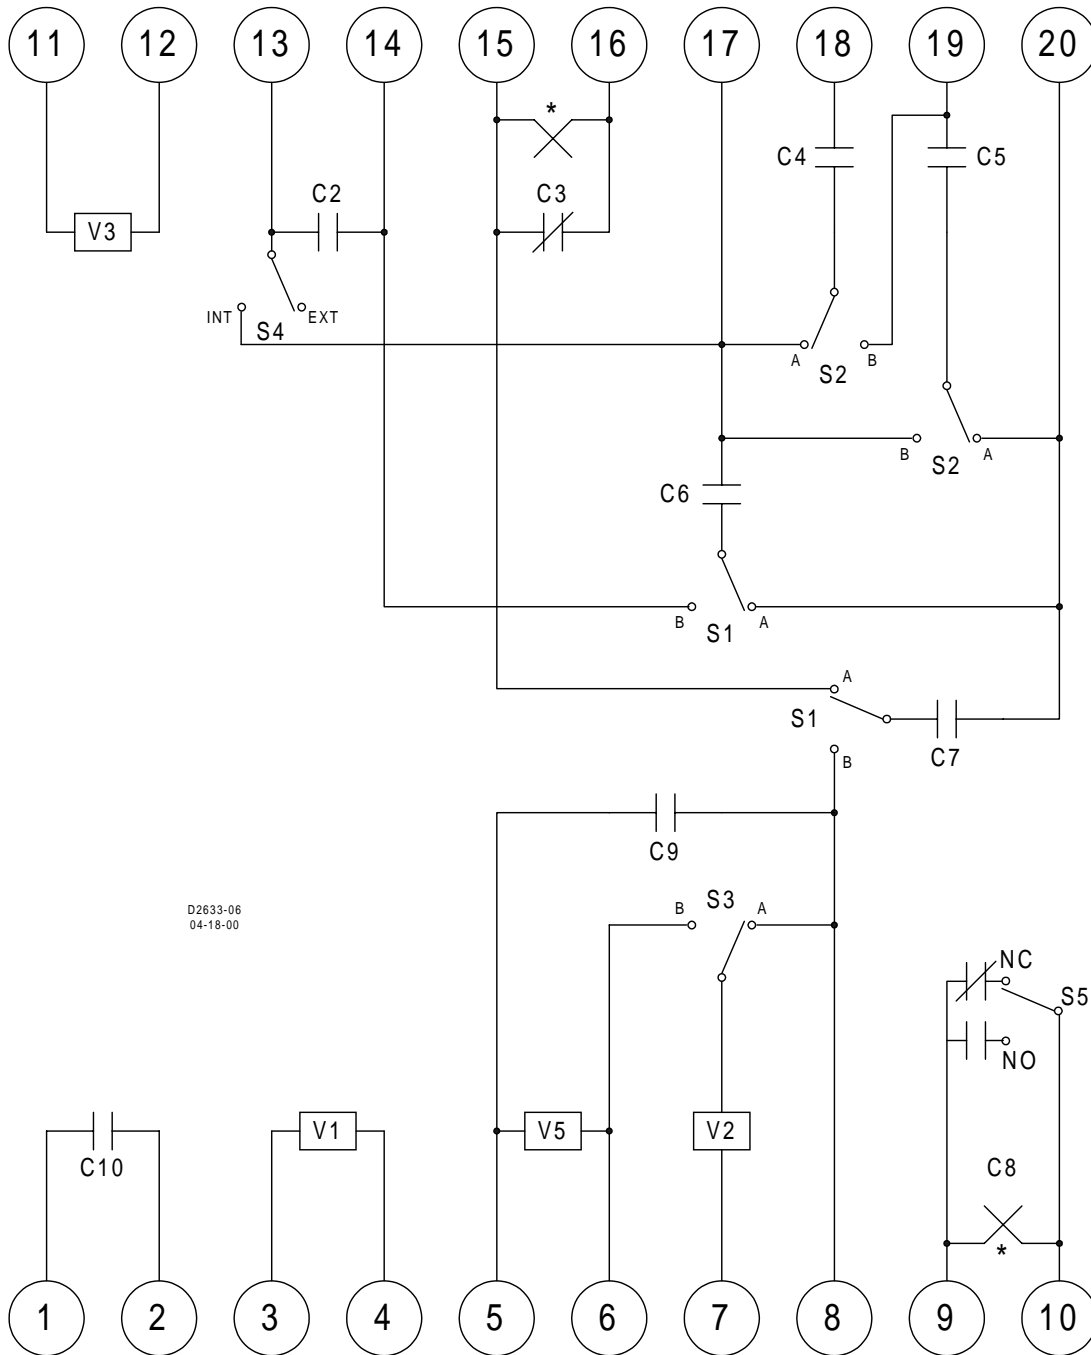 11 12 13 14 15 16 17 18 19 20
*
C4 C5
C2 C3
V3
INT EXT
S4
A B
S2
B A
S2
C6
B A
S1
A
S1
B
C7
C9
D2633-06
04-18-00
B S3 A
NC
S5
NO
V1 V5 V2
C10 C8
*
1 2 3 4 5 6 7 8 9 10